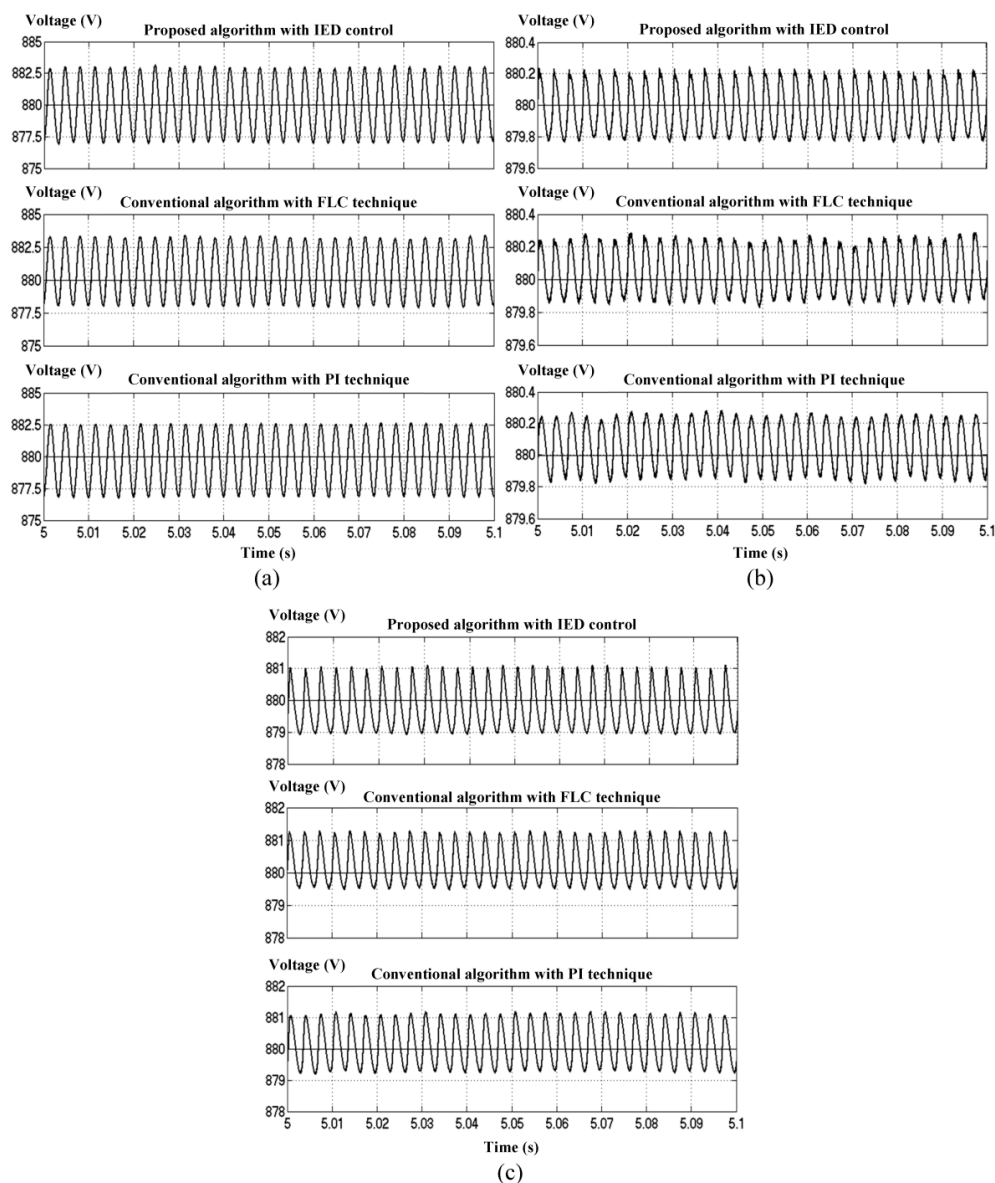 Voltage (V)
Proposed algorithm with IED control
885
882.5
880
877.5
875
Voltage (V)
Conventional algorithm with FLC technique
885
882.5
880
877.5
875
Voltage (V)
Conventional algorithm with PI technique
885
882.5
880
877.5
875
5 5.01 5.02 5.03 5.04 5.05 5.06 5.07 5.08 5.09 5.1
Time (s)
(a)
Voltage (V)
Proposed algorithm with IED control
880.4
880.2
880
879.8
879.6
Voltage (V)
Conventional algorithm with FLC technique
880.4
880.2
880
879.8
879.6
Voltage (V)
Conventional algorithm with PI technique
880.4
880.2
880
879.8
879.6
5 5.01 5.02 5.03 5.04 5.05 5.06 5.07 5.08 5.09 5.1
Time (s)
(b)
Voltage (V)
Proposed algorithm with IED control
882
881
880
879
878
Voltage (V)
Conventional algorithm with FLC technique
882
881
880
879
878
Voltage (V)
Conventional algorithm with PI technique
882
881
880
879
878
5 5.01 5.02 5.03 5.04 5.05 5.06 5.07 5.08 5.09 5.1
Time (s)
(c)